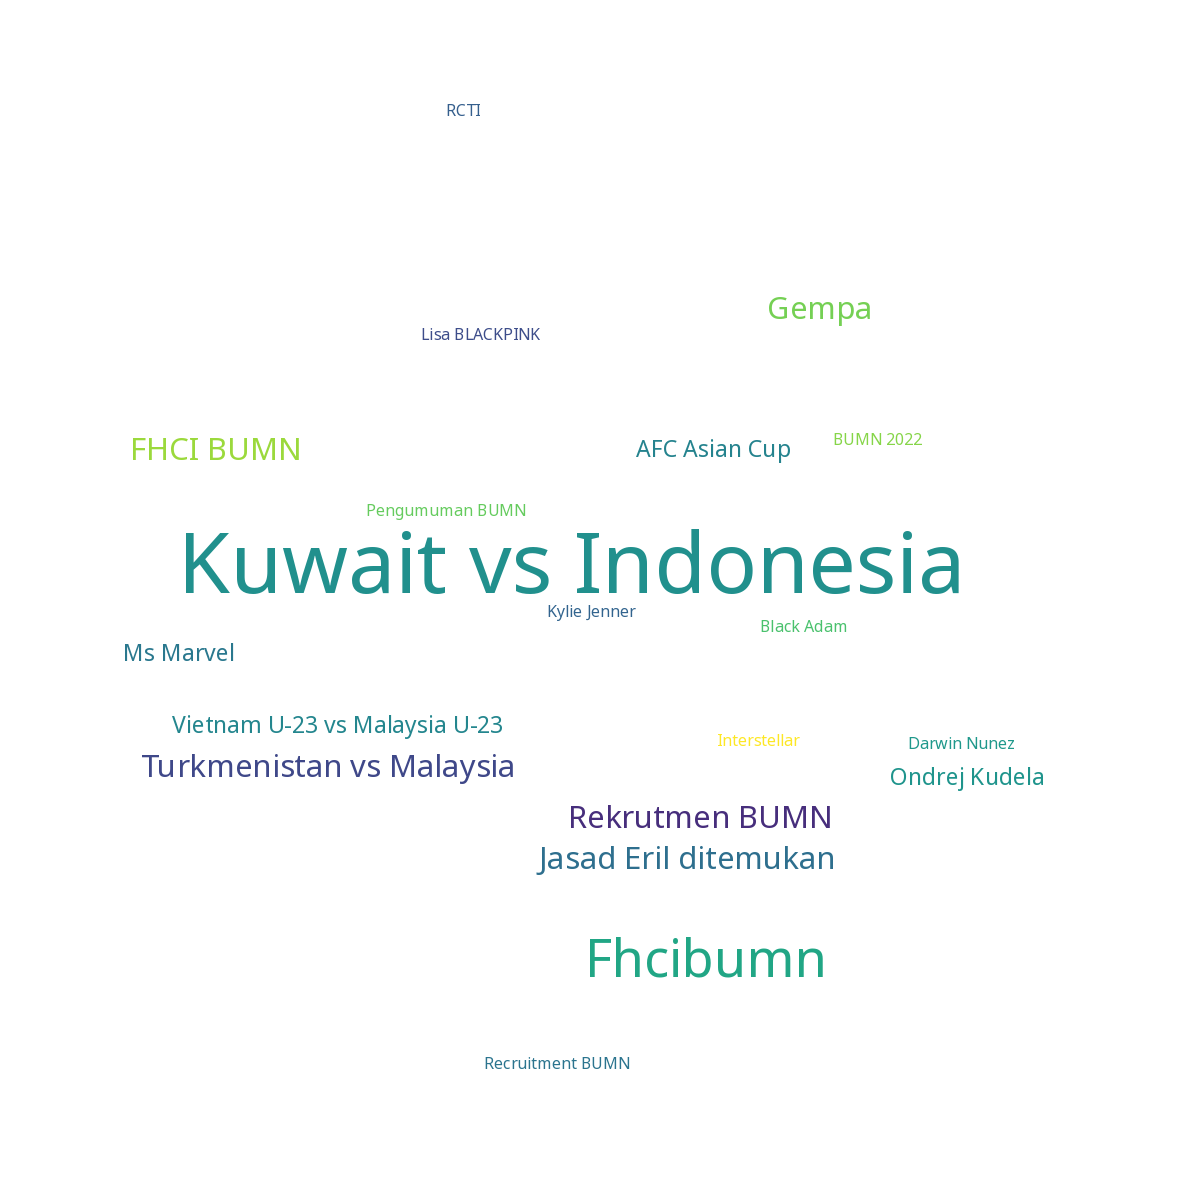 RCTI
Gempa
Lisa BLACKPINK
BUMN 2022
FHCI BUMN
AFC Asian Cup
Pengumuman BUMN
Kuwait vs Indonesia
Kylie Jenner
Black Adam
Ms Marvel
Vietnam U-23 vs Malaysia U-23
Interstellar
Darwin Nunez
Turkmenistan vs Malaysia
Ondrej Kudela
Rekrutmen BUMN
Jasad Eril ditemukan
Fhcibumn
Recruitment BUMN